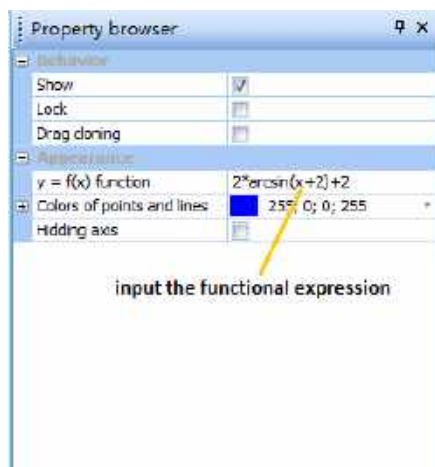 Property browser
Behavior
Show
Lock
Drag cloning
Appearance
y = f(x) function 2*arcsin(x+2)+2
Colors of points and lines 255; 0; 0; 255
Hidding axis
input the functional expression